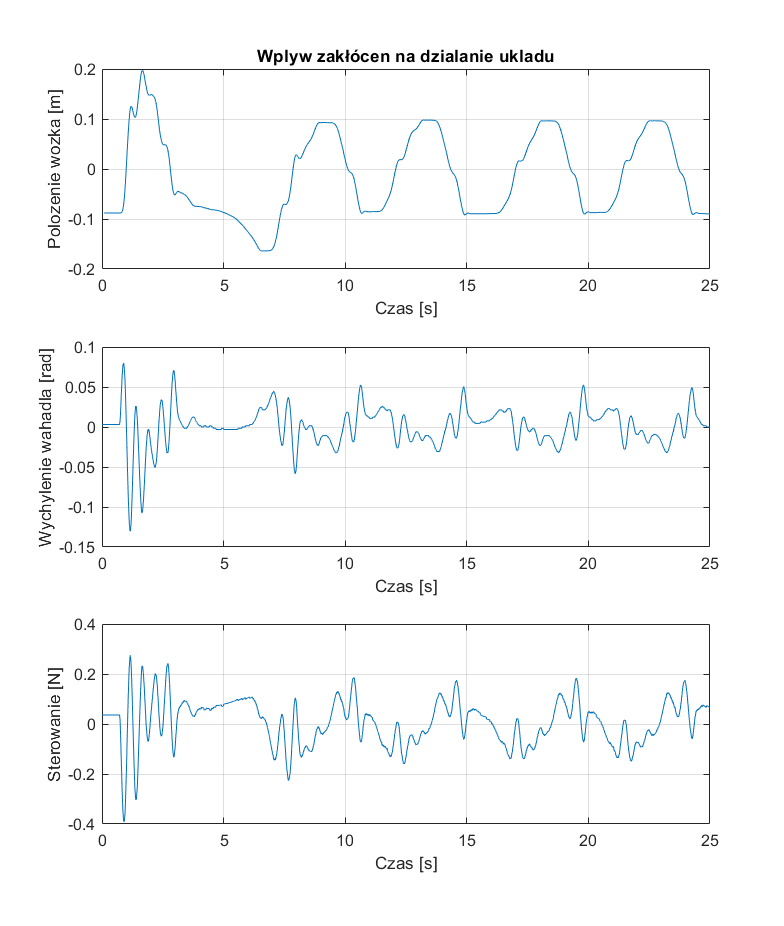 Wplyw zakłócen na dzialanie ukladu
Polozenie wozka [m]
0.2
0.1
0
-0.1
-0.2
0 5 10 15 20 25
Czas [s]
Wychylenie wahadla [rad]
0.1
0.05
0
-0.05
-0.1
-0.15
0 5 10 15 20 25
Czas [s]
Sterowanie [N]
0.4
0.2
0
-0.2
-0.4
0 5 10 15 20 25
Czas [s]